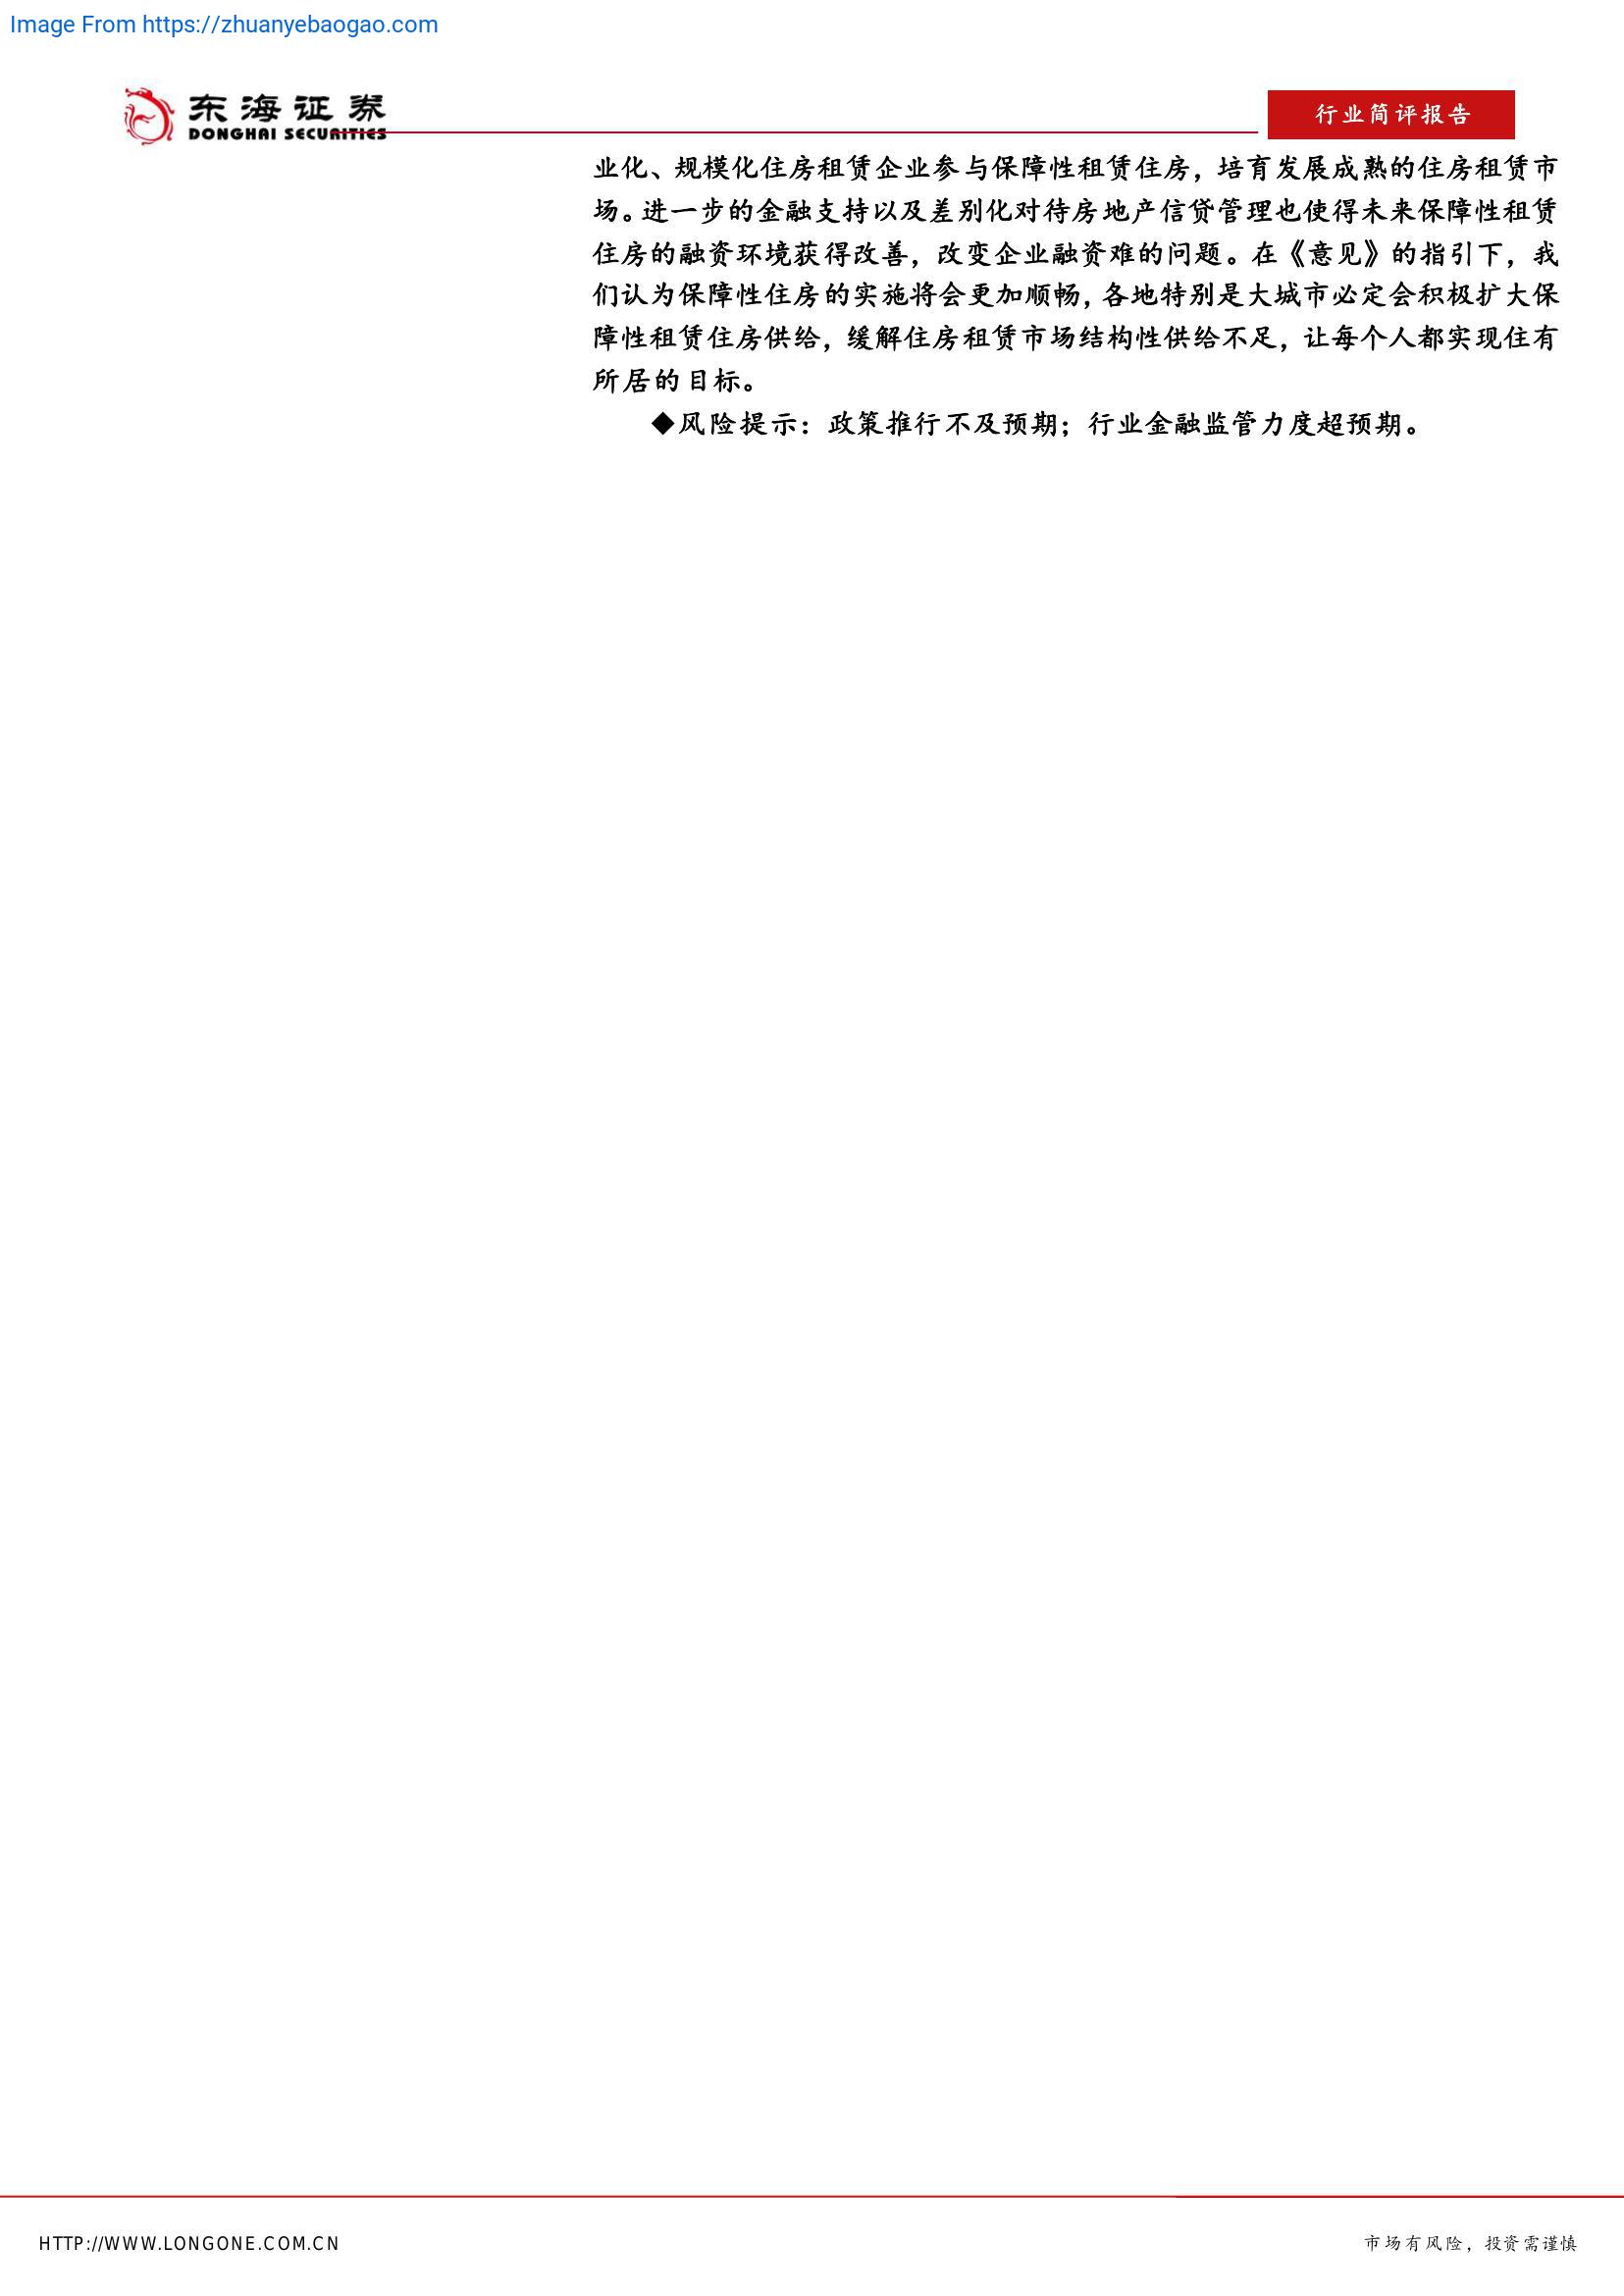 Image From https://zhuanyebaogao.com
东海证券
DONGHAI SECURITIES
行业简评报告
业化、规模化住房租赁企业参与保障性租赁住房，培育发展成熟的住房租赁市
场。进一步的金融支持以及差别化对待房地产信贷管理也使得未来保障性租赁
住房的融资环境获得改善，改变企业融资难的问题。在《意见》的指引下，我
们认为保障性住房的实施将会更加顺畅，各地特别是大城市必定会积极扩大保
障性租赁住房供给，缓解住房租赁市场结构性供给不足，让每个人都实现住有
所居的目标。
◆风险提示：政策推行不及预期；行业金融监管力度超预期。
HTTP://WWW.LONGONE.COM.CN
市场有风险，投资需谨慎